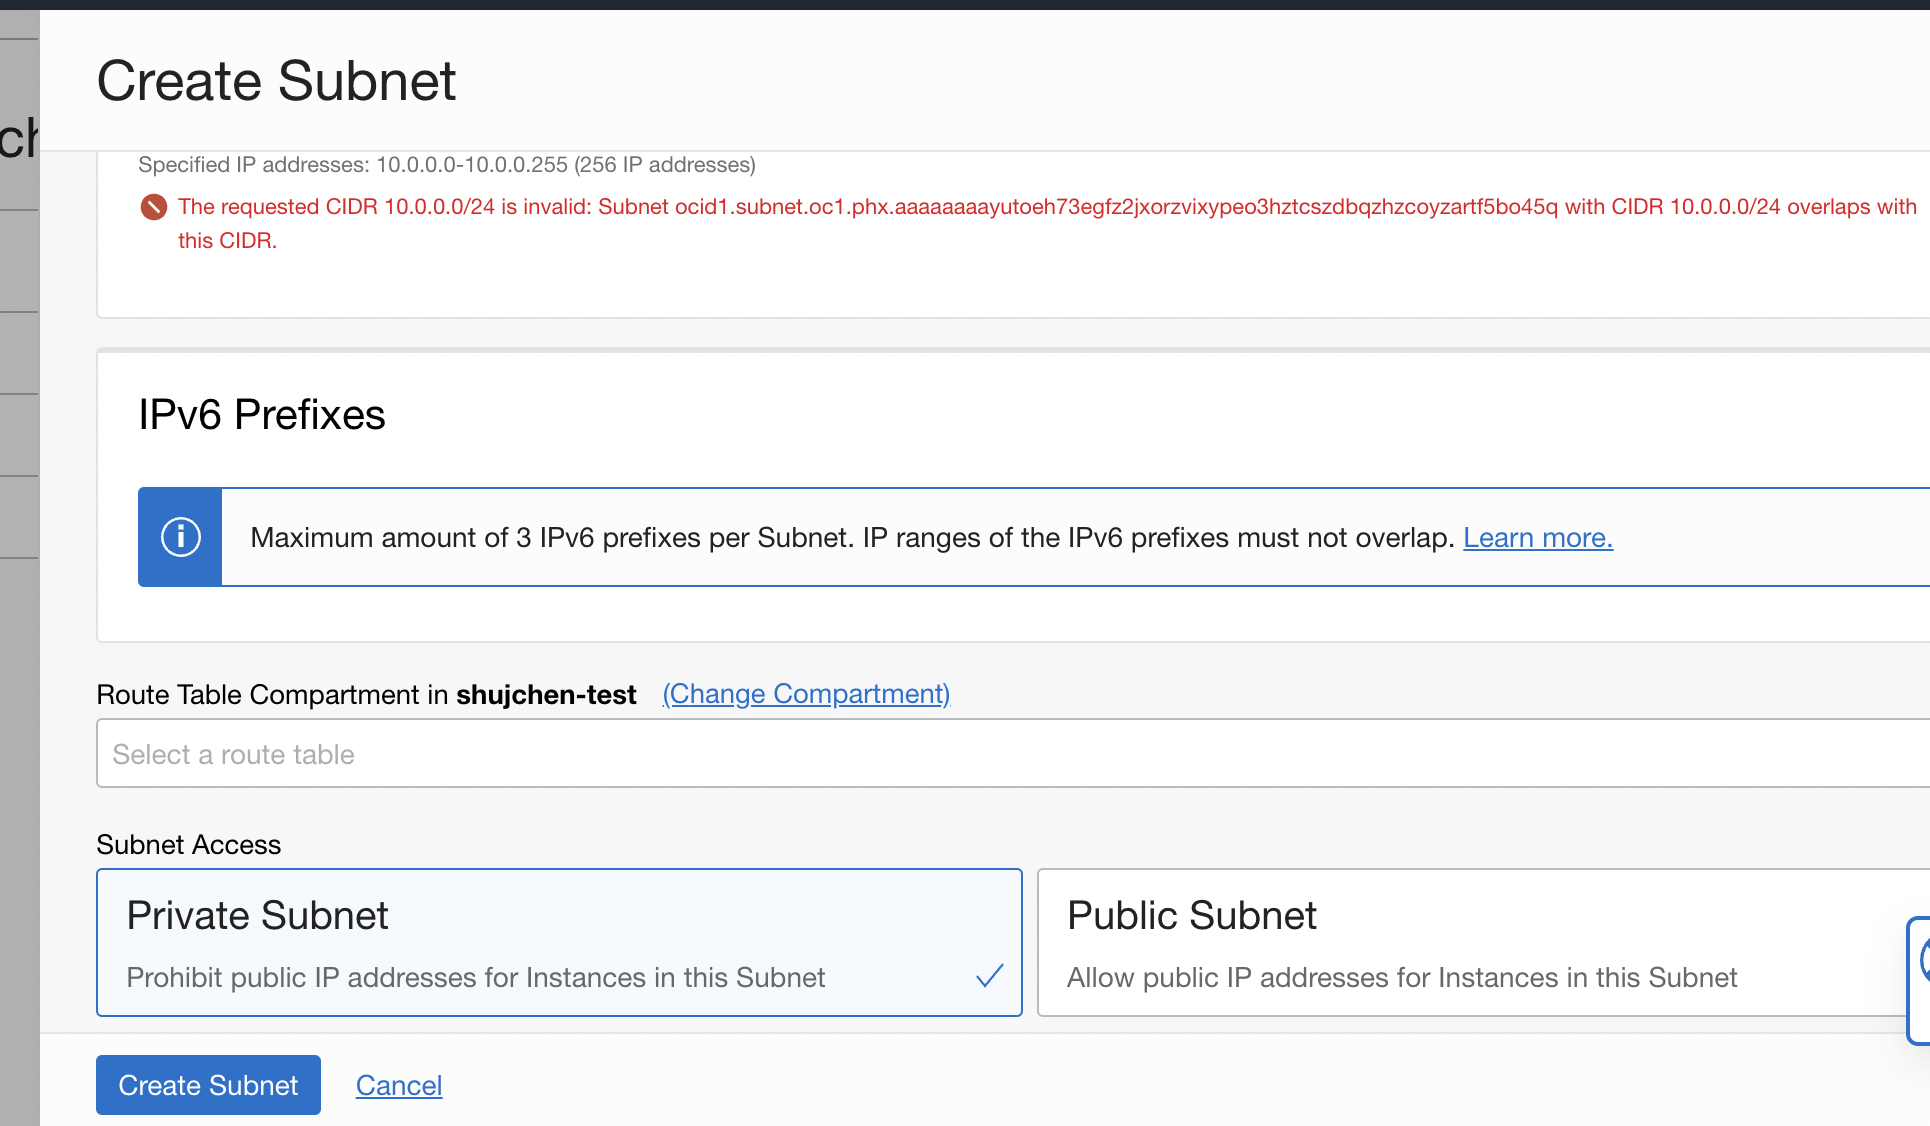 Create Subnet
ch
Specified IP addresses: 10.0.0.0-10.0.0.255 (256 IP addresses)
The requested CIDR 10.0.0.0/24 is invalid: Subnet ocid1.subnet.oc1.phx.aaaaaaaayutoeh73egfz2jxorzvixypeo3hztcszdbqzhzcoyzartf5bo45q with CIDR 10.0.0.0/24 overlaps with
this CIDR.
IPv6 Prefixes
Maximum amount of 3 IPv6 prefixes per Subnet. IP ranges of the IPv6 prefixes must not overlap. Learn more.
Route Table Compartment in shujchen-test (Change Compartment)
Select a route table
Subnet Access
Private Subnet
Prohibit public IP addresses for Instances in this Subnet
Public Subnet
Allow public IP addresses for Instances in this Subnet
Create Subnet Cancel